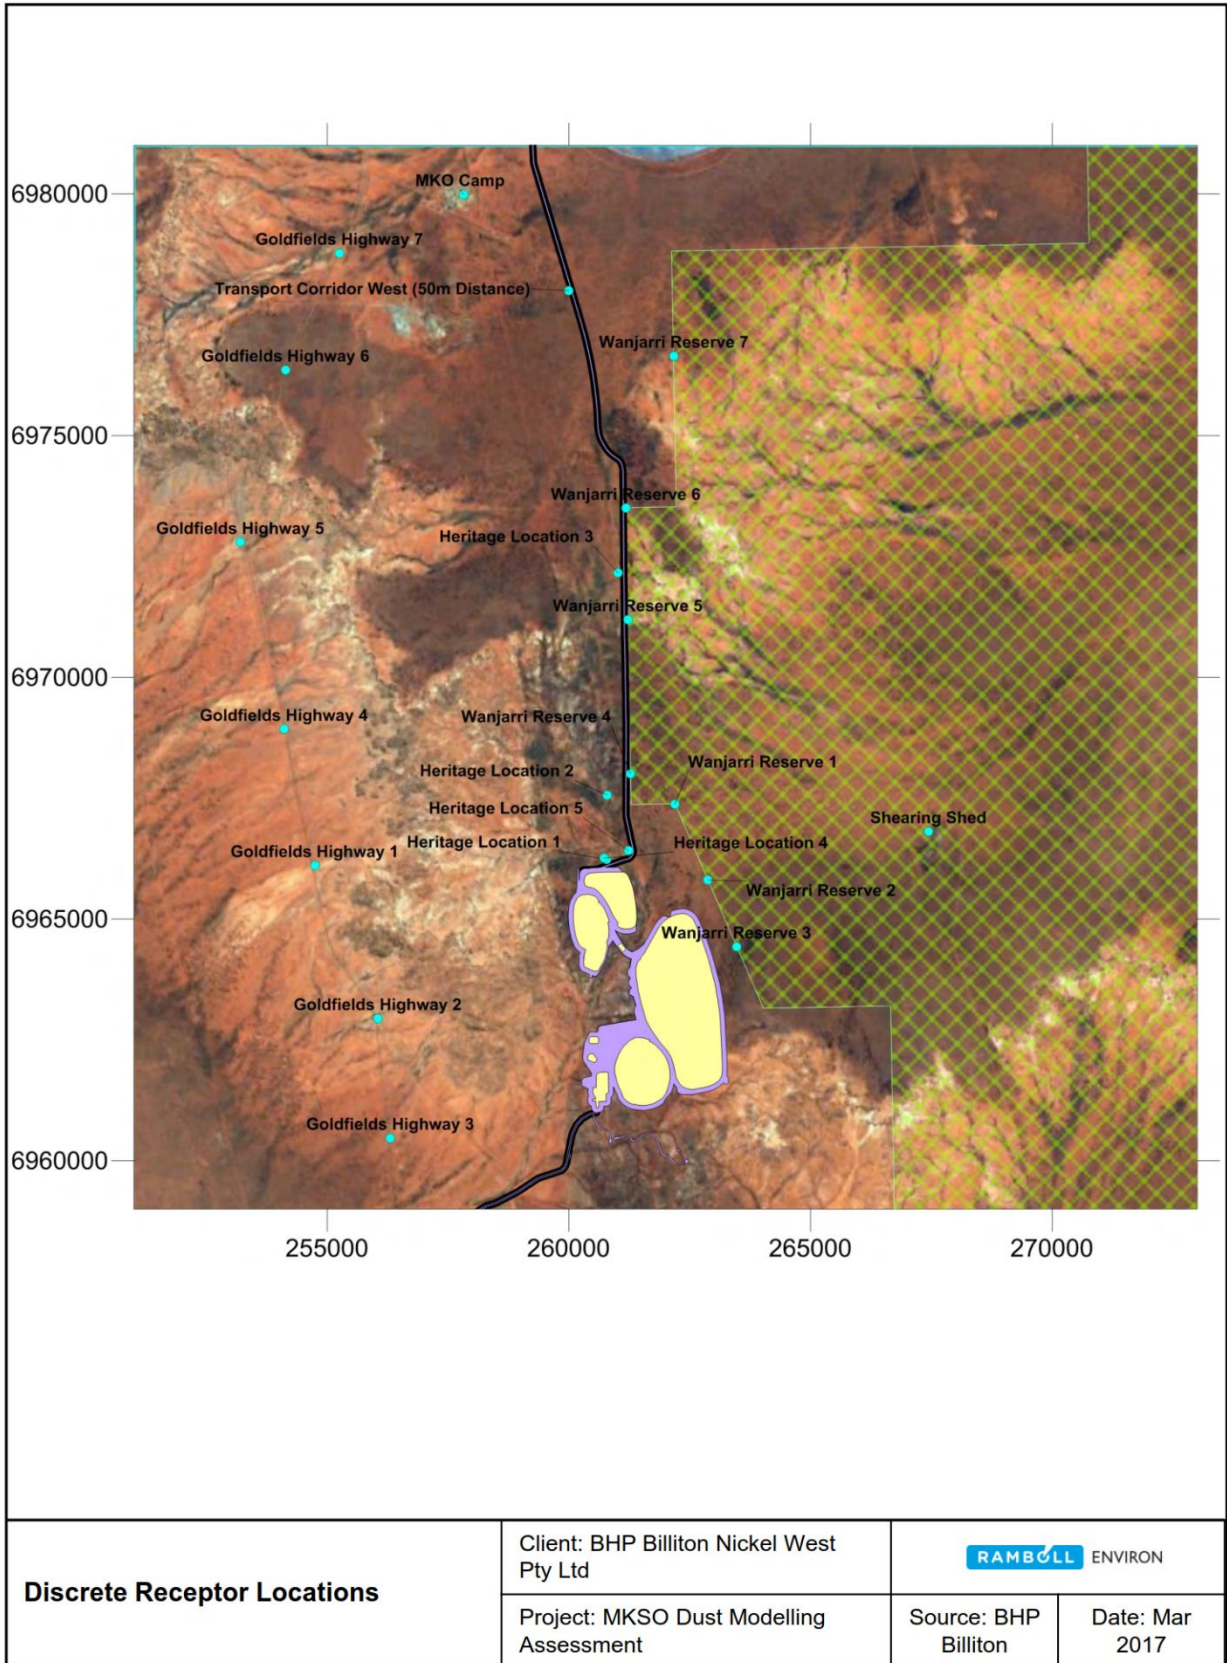 6980000
MKO Camp
Goldfields Highway 7
Transport Corridor West (50m Distance)
Wanjarri Reserve 7
Goldfields Highway 6
6975000
Wanjarri Reserve 6
Goldfields Highway 5
Heritage Location 3
Wanjarri Reserve 5
6970000
Goldfields Highway 4
Wanjarri Reserve 4
Wanjarri Reserve 1
Heritage Location 2
Heritage Location 5
Shearing Shed
Heritage Location 1
Heritage Location 4
Goldfields Highway 1
Wanjarri Reserve 2
6965000
Wanjarri Reserve 3
Goldfields Highway 2
Goldfields Highway 3
6960000
255000
260000
265000
270000
Discrete Receptor Locations
Client: BHP Billiton Nickel West
Pty Ltd
RAMBOLL ENVIRON
Project: MKSO Dust Modelling
Assessment
Source: BHP
Billiton
Date: Mar
2017